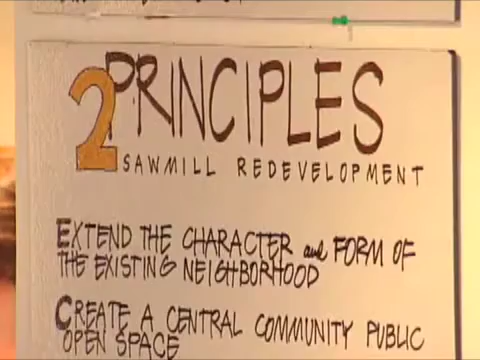 2 PRINCIPLES
SAWMILL REDEVELOPMENT
EXTEND THE CHARACTER and FORM OF
THE EXISTING NEIGHBORHOOD
CREATE A CENTRAL COMMUNITY PUBLIC
OPEN SPACE